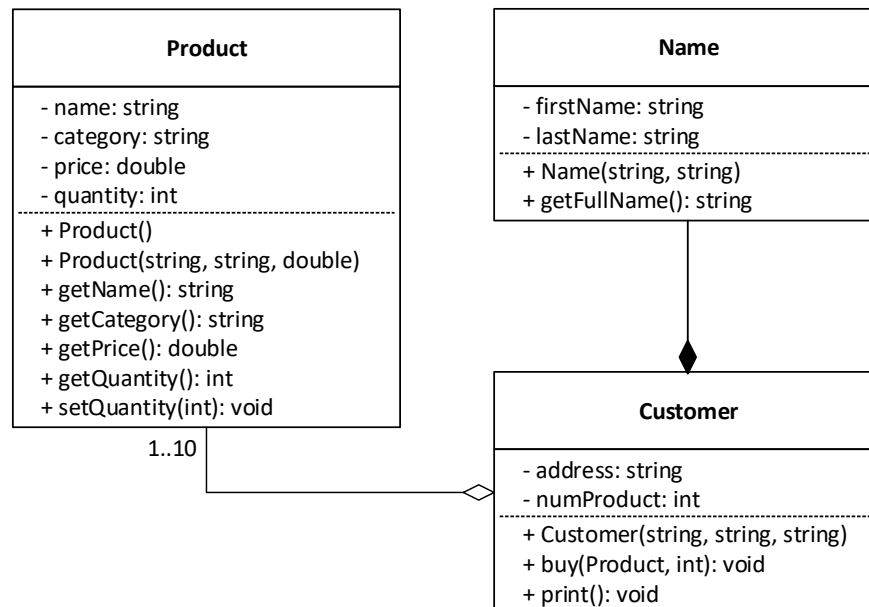 Product
- name: string
- category: string
- price: double
- quantity: int
+ Product()
+ Product(string, string, double)
+ getName(): string
+ getCategory(): string
+ getPrice(): double
+ getQuantity(): int
+ setQuantity(int): void
1..10
Name
- firstName: string
- lastName: string
+ Name(string, string)
+ getFullName(): string
Customer
- address: string
- numProduct: int
+ Customer(string, string, string)
+ buy(Product, int): void
+ print(): void